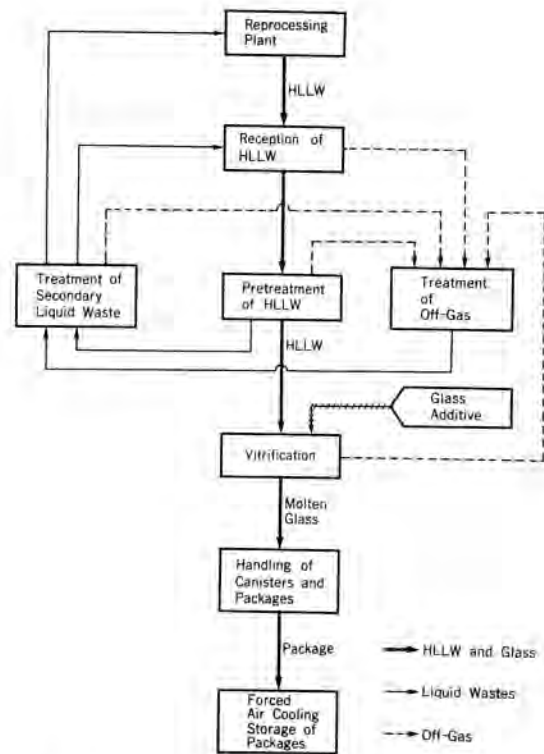 Reprocessing
Plant
HLLW
Reception of
HLLW
Treatment of
Secondary
Liquid Waste
Pretreatment
of HLLW
Treatment
of
Off-Gas
HLLW
Glass
Additive
Vitrification
Molten
Glass
Handling of
Canisters and
Packages
Package
HLLW and Glass
Forced
Air Cooling
Storage of
Packages
Liquid Wastes
Off-Gas